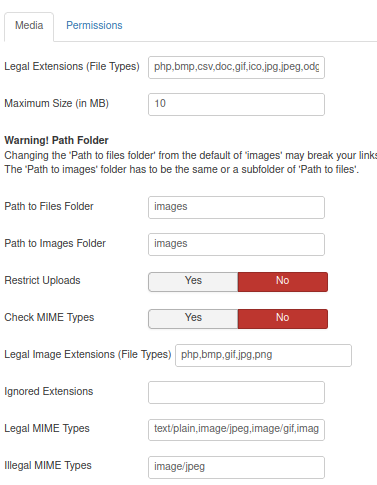 Media Permissions
Legal Extensions (File Types) php,bmp,csv,doc,gif,ico,jpg,jpeg,odg
Maximum Size (in MB) 10
Warning! Path Folder
Changing the 'Path to files folder' from the default of 'images' may break your links
The 'Path to images' folder has to be the same or a subfolder of 'Path to files'.
Path to Files Folder images
Path to Images Folder images
Restrict Uploads Yes No
Check MIME Types Yes No
Legal Image Extensions (File Types) php,bmp,gif,jpg,png
Ignored Extensions
Legal MIME Types text/plain,image/jpeg,image/gif,imag
Illegal MIME Types image/jpeg